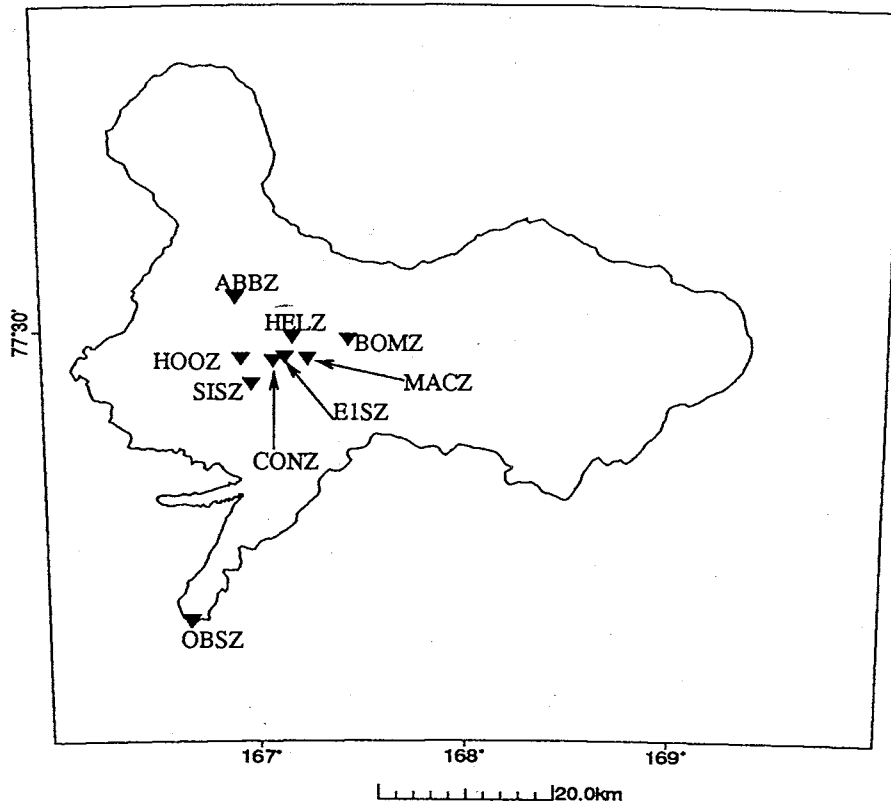 ABBZ
HELZ
77°30'
BOMZ
HOOZ
MACZ
SISZ
E1SZ
CONZ
OBSZ
167° 168° 169°
20.0km